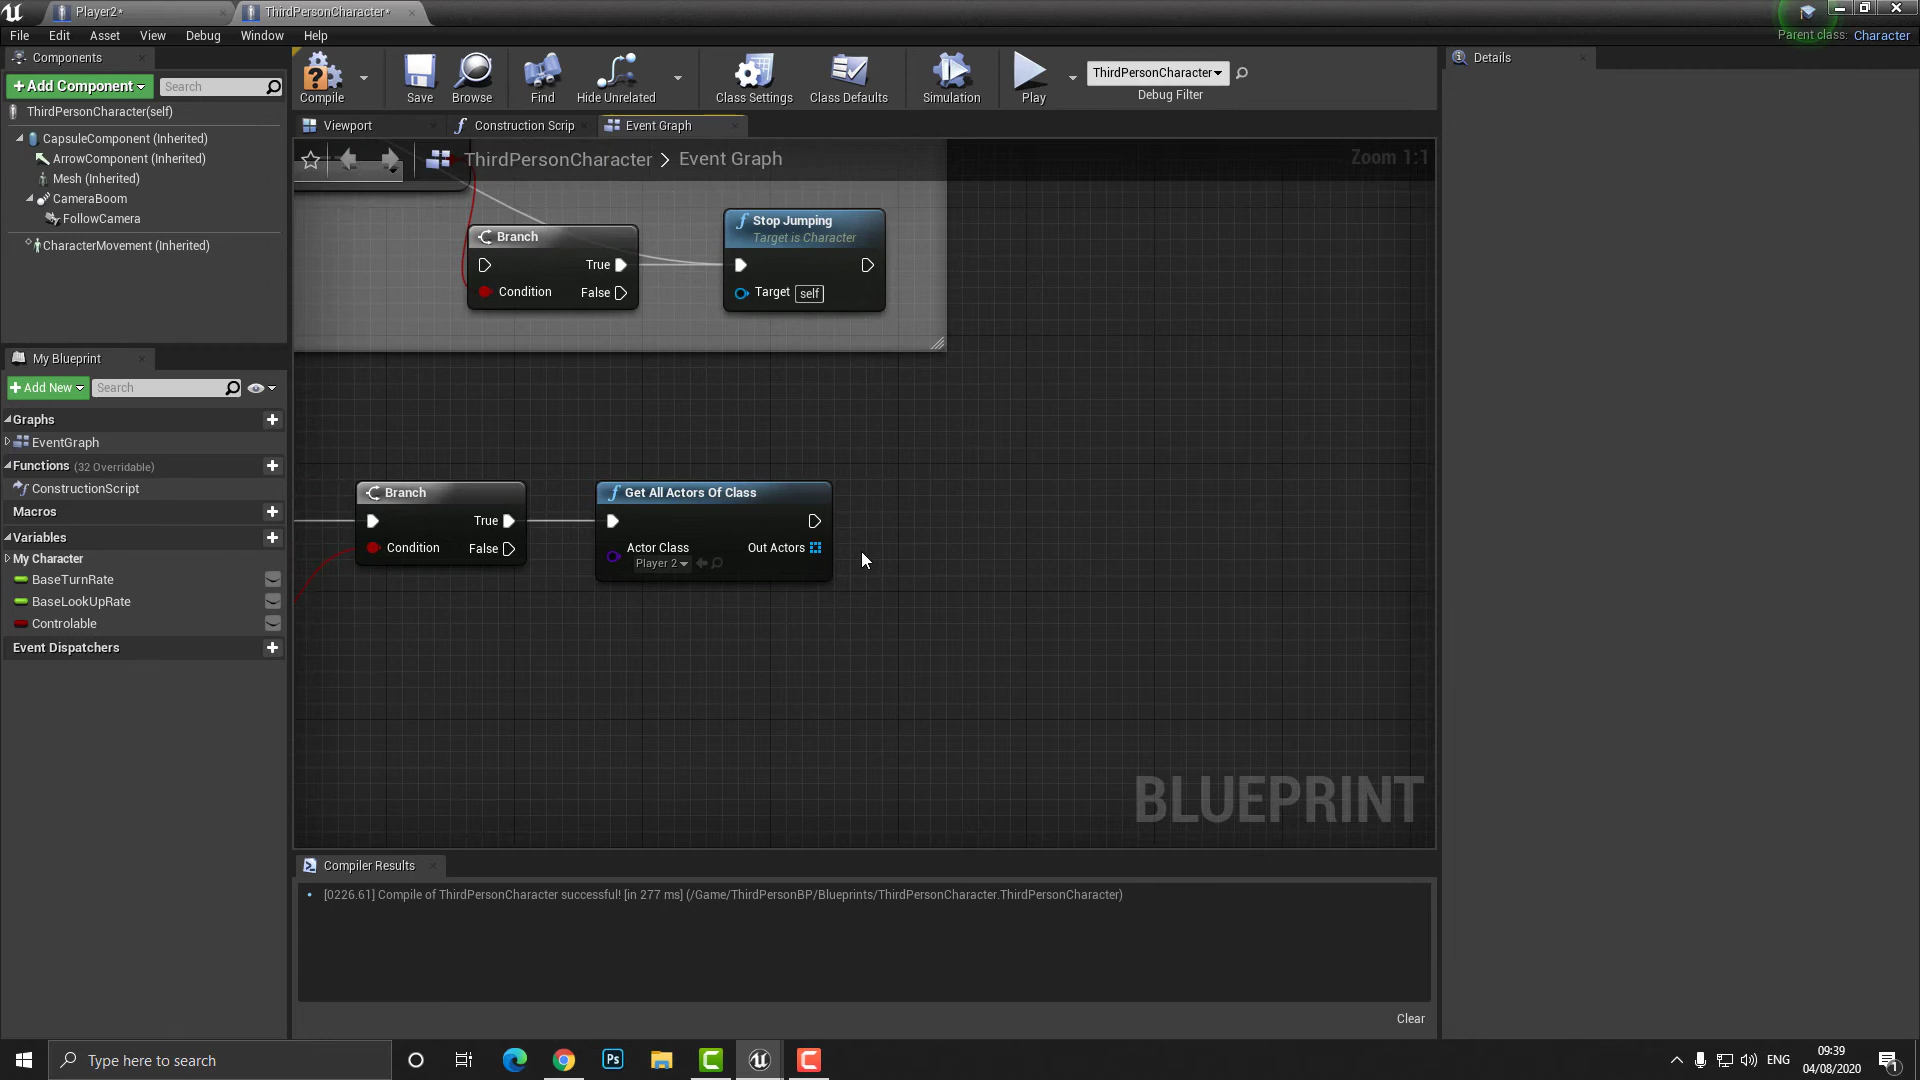 Player2*
ThirdPersonCharacter*
Parent class: Character
File Edit Asset View Debug Window Help
Components
+Add Component
Search
ThirdPersonCharacter(self)
CapsuleComponent (Inherited)
ArrowComponent (Inherited)
Mesh (Inherited)
CameraBoom
FollowCamera
CharacterMovement (Inherited)
My Blueprint
+Add New
Search
Graphs
EventGraph
Functions (32 Overridable)
ConstructionScript
Macros
Variables
My Character
BaseTurnRate
BaseLookUpRate
Controlable
Event Dispatchers
Compile
Save
Browse
Find
Hide Unrelated
Class Settings
Class Defaults
Simulation
Play
ThirdPersonCharacter
Debug Filter
Viewport
Construction Scrip
Event Graph
ThirdPersonCharacter > Event Graph
Zoom 1:1
Branch
True
Condition
False
Stop Jumping
Target is Character
Target self
Branch
True
Condition
False
Get All Actors Of Class
Actor Class
Player 2
Out Actors
BLUEPRINT
Compiler Results
[0226.61] Compile of ThirdPersonCharacter successful! [in 277 ms] (/Game/ThirdPersonBP/Blueprints/ThirdPersonCharacter.ThirdPersonCharacter)
Clear
Details
Type here to search
Ps
ENG
09:39
04/08/2020
1